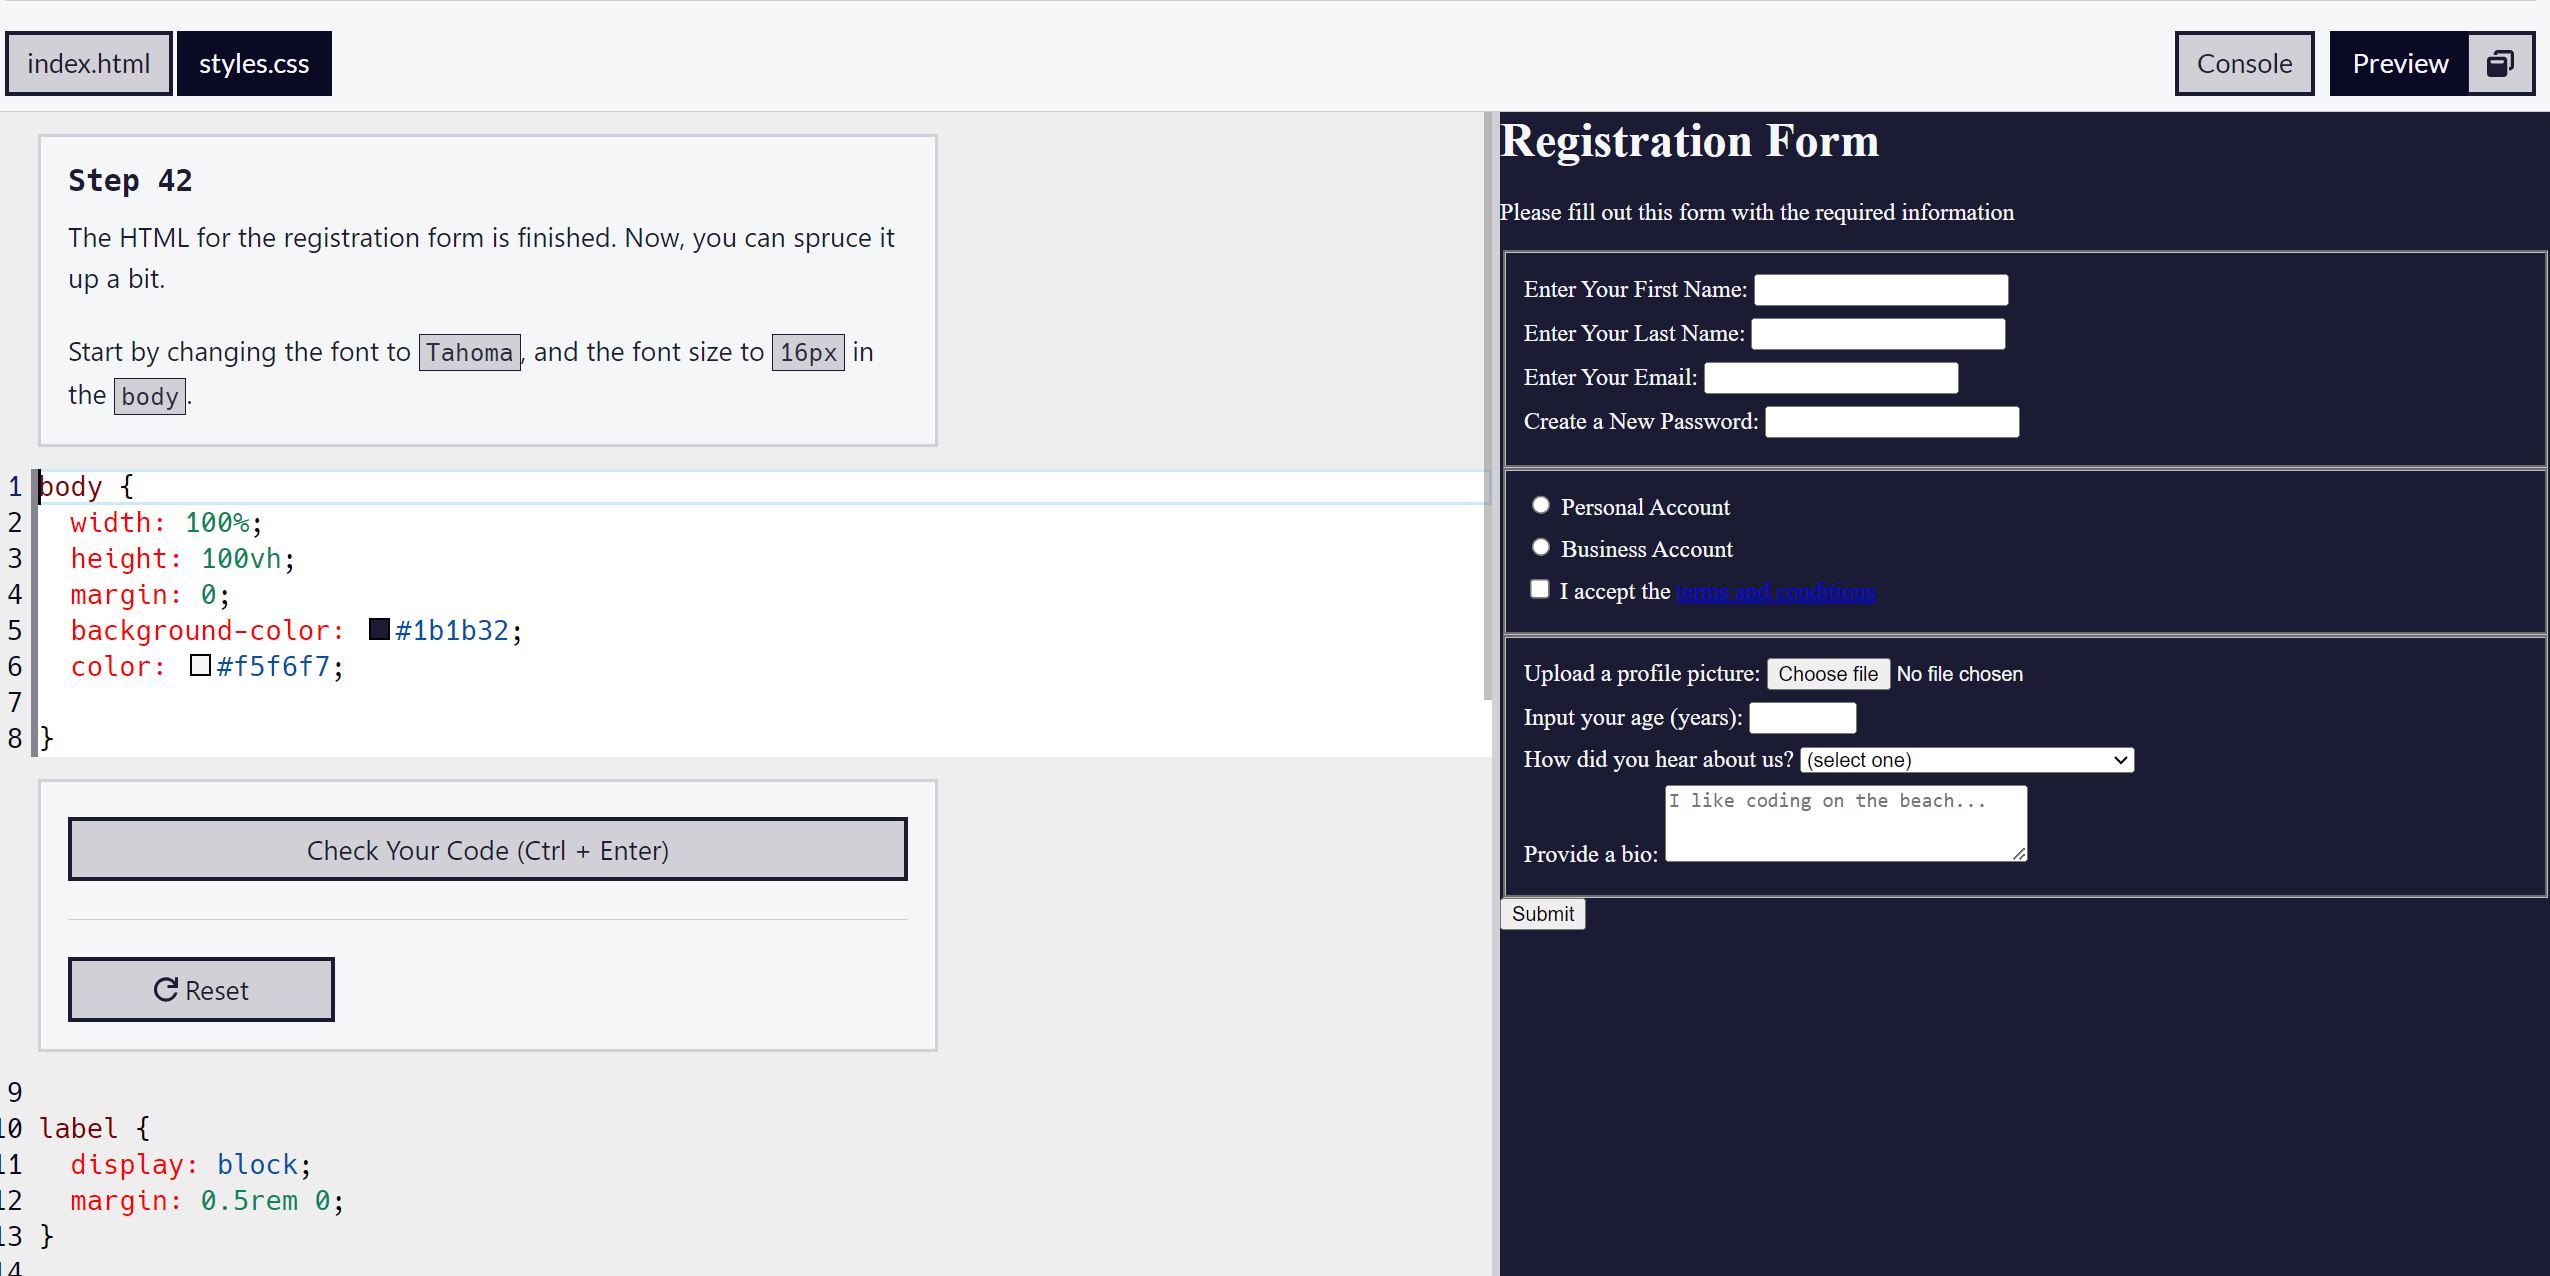 index.html styles.css Console Preview
Step 42
The HTML for the registration form is finished. Now, you can spruce it
up a bit.
Start by changing the font to Tahoma, and the font size to 16px in
the body.
1 body {
2 width: 100%;
3 height: 100vh;
4 margin: 0;
5 background-color: #1b1b32;
6 color: #f5f6f7;
7
8 }
Check Your Code (Ctrl + Enter)
Reset
9
10 label {
11 display: block;
12 margin: 0.5rem 0;
13 }
14
Registration Form
Please fill out this form with the required information
Enter Your First Name:
Enter Your Last Name:
Enter Your Email:
Create a New Password:
Personal Account
Business Account
I accept the terms and conditions
Upload a profile picture: Choose file No file chosen
Input your age (years):
How did you hear about us? (select one)
I like coding on the beach...
Provide a bio:
Submit